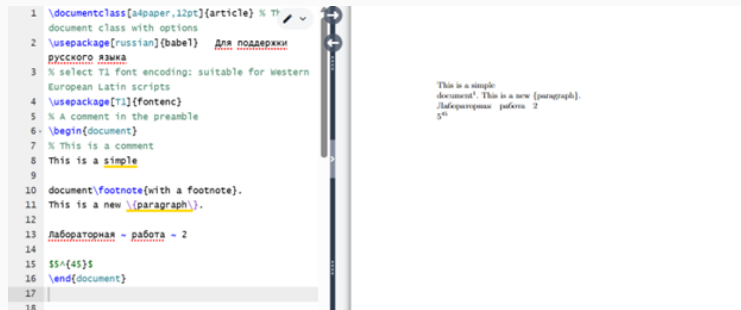 1 \documentclass[a4paper,12pt]{article} % Th
document class with options
2 \usepackage[russian]{babel} Для поддержки
русского языка
3 % select T1 font encoding: suitable for Western
European Latin scripts
4 \usepackage[T1]{fontenc}
5 % A comment in the preamble
6 \begin{document}
7 % This is a comment
8 This is a simple
9
10 document\footnote{with a footnote}.
11 This is a new \{paragraph\}.
12
13 Лабораторная ~ работа ~ 2
14
15 $5^{45}$
16 \end{document}
17
18
This is a simple
document¹. This is a new {paragraph}.
Лабораторная работа 2
5⁴⁵